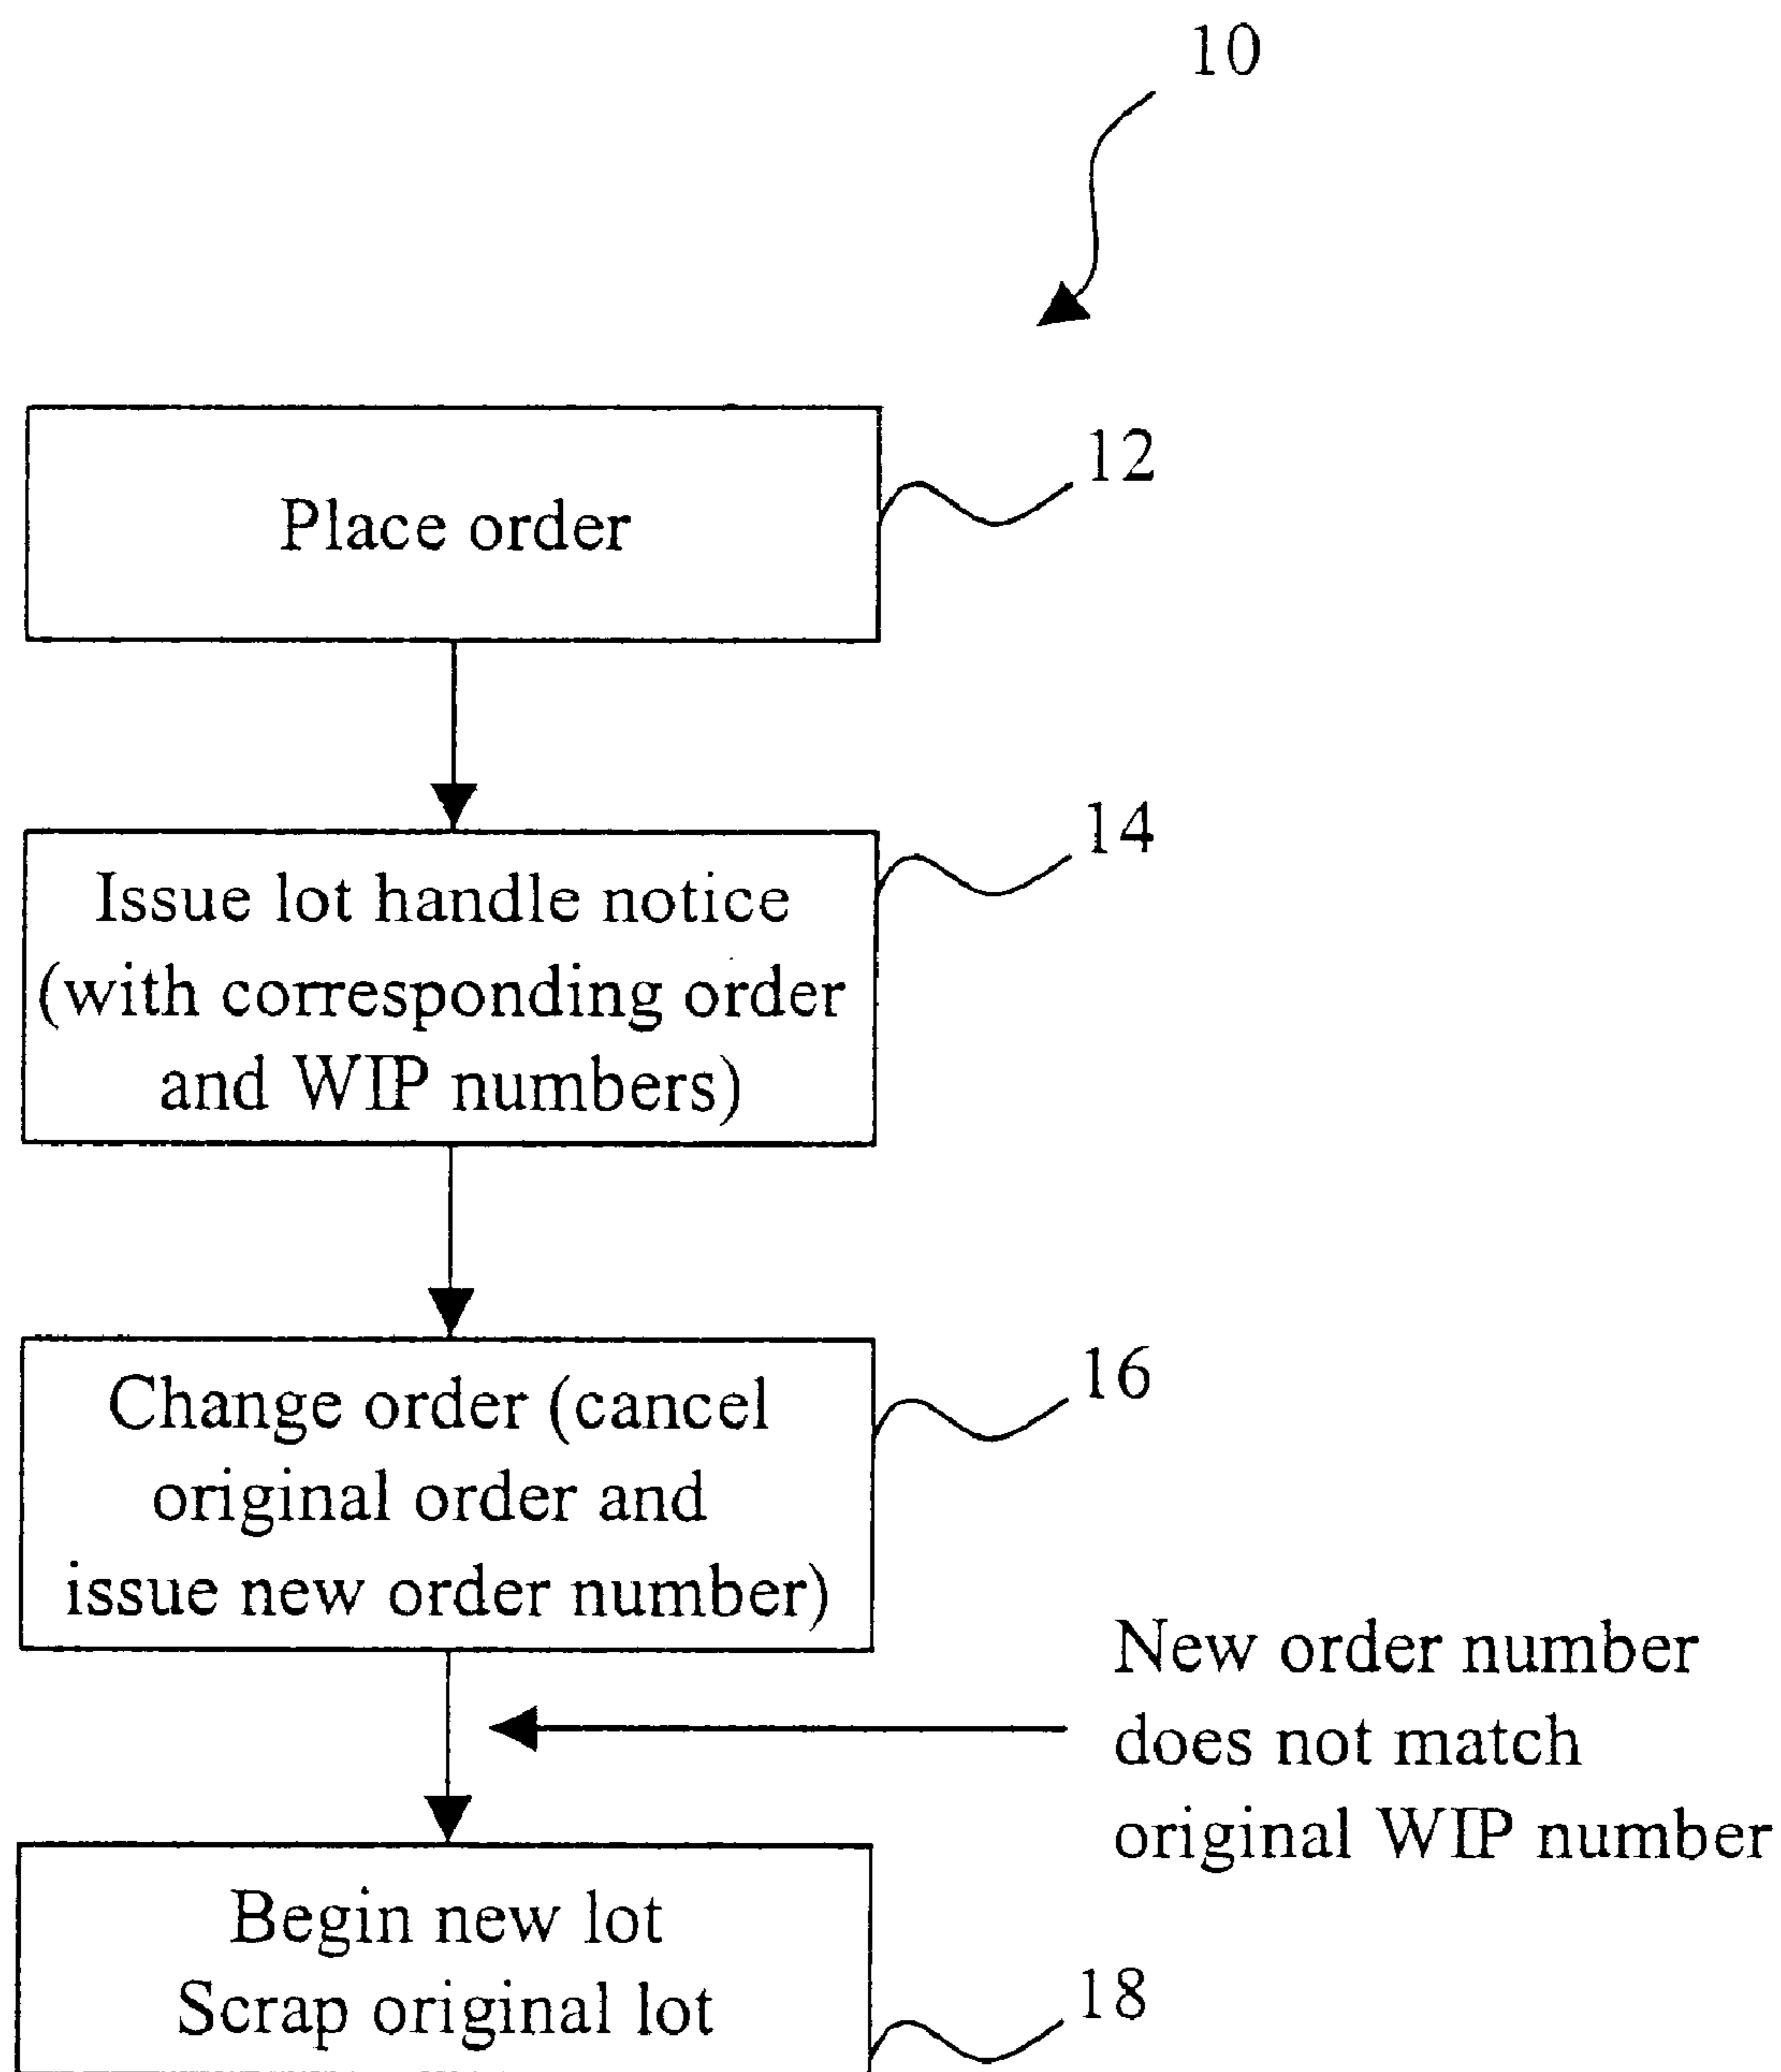 10
Place order
12
Issue lot handle notice
(with corresponding order
and WIP numbers)
14
Change order (cancel
original order and
issue new order number)
16
New order number
does not match
original WIP number
Begin new lot
Scrap original lot
18